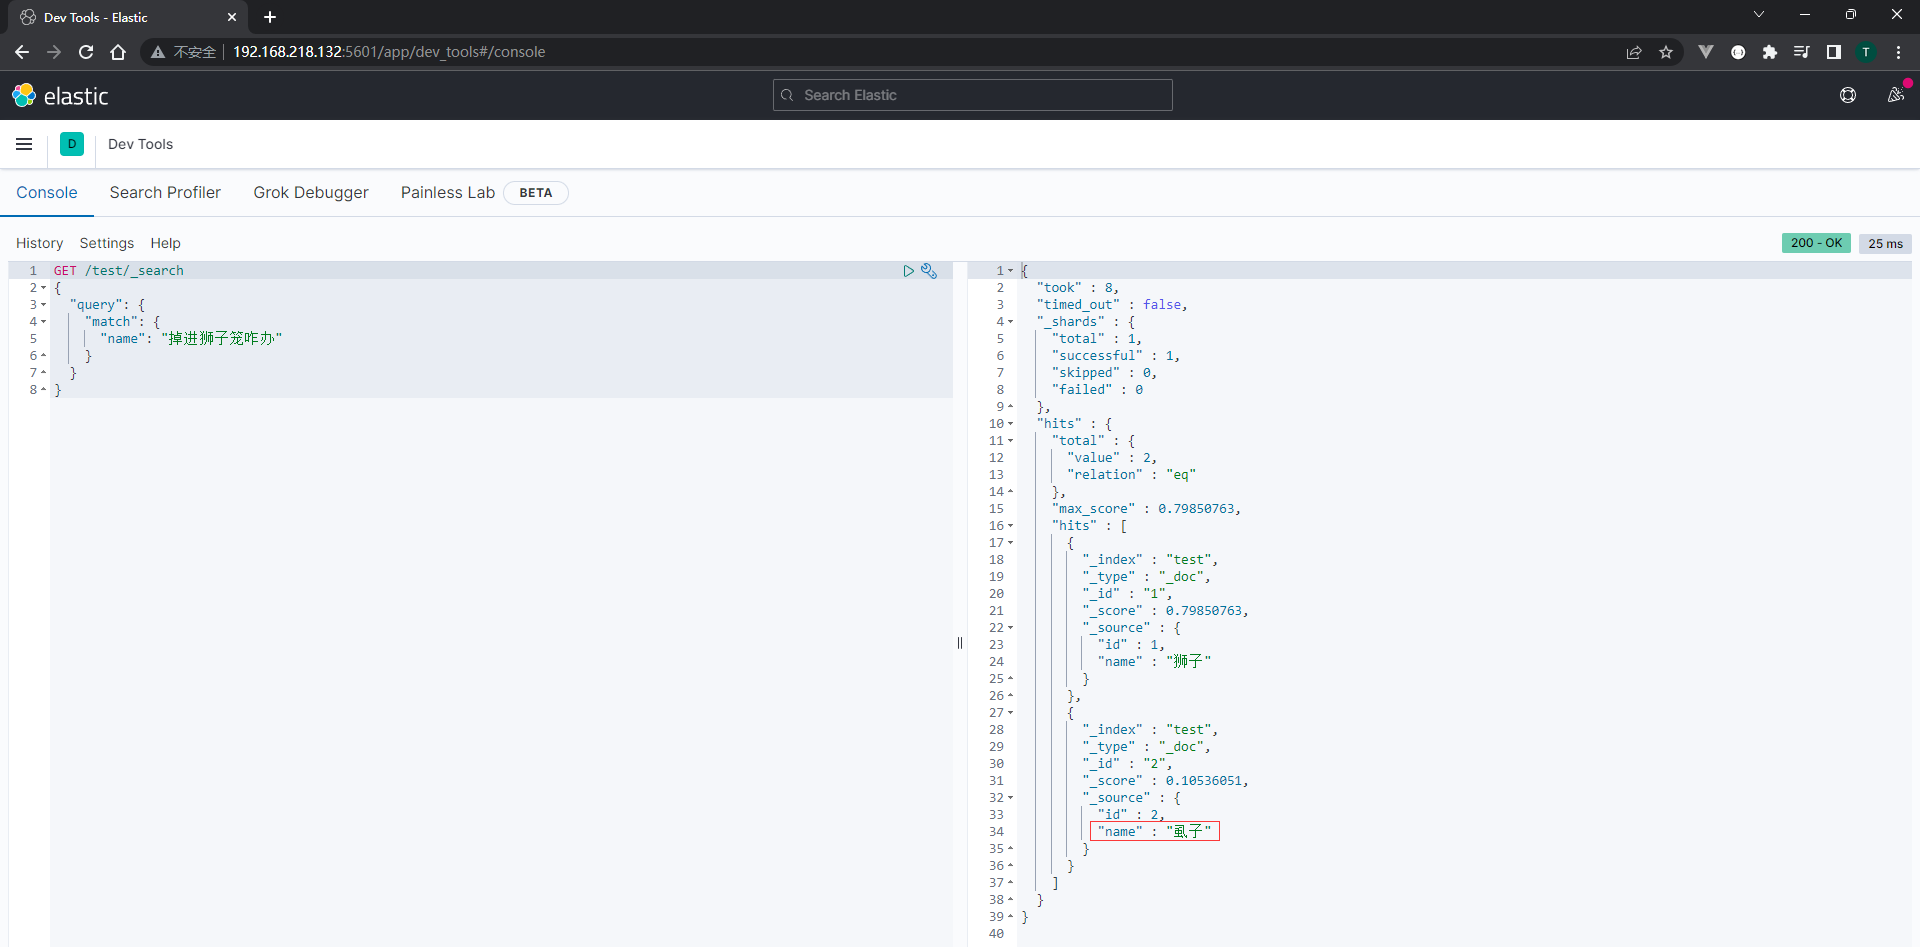 Dev Tools - Elastic
不安全 192.168.218.132:5601/app/dev_tools#/console
T
elastic
Search Elastic
D
Dev Tools
Console Search Profiler Grok Debugger Painless Lab BETA
History Settings Help
200 - OK 25 ms
1 GET /test/_search
2 {
3 "query": {
4 "match": {
5 "name": "掉进狮子笼咋办"
6 }
7 }
8 }
1 {
2 "took" : 8,
3 "timed_out" : false,
4 "_shards" : {
5 "total" : 1,
6 "successful" : 1,
7 "skipped" : 0,
8 "failed" : 0
9 },
10 "hits" : {
11 "total" : {
12 "value" : 2,
13 "relation" : "eq"
14 },
15 "max_score" : 0.79850763,
16 "hits" : [
17 {
18 "_index" : "test",
19 "_type" : "_doc",
20 "_id" : "1",
21 "_score" : 0.79850763,
22 "_source" : {
23 "id" : 1,
24 "name" : "狮子"
25 }
26 },
27 {
28 "_index" : "test",
29 "_type" : "_doc",
30 "_id" : "2",
31 "_score" : 0.10536051,
32 "_source" : {
33 "id" : 2,
34 "name" : "虱子"
35 }
36 }
37 ]
38 }
39 }
40